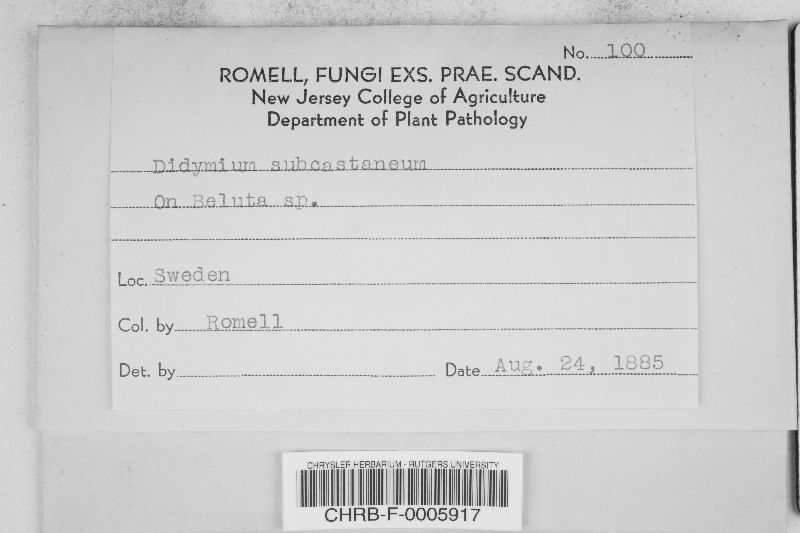 No. 100
ROMELL, FUNGI EXS. PRAE. SCAND.
New Jersey College of Agriculture
Department of Plant Pathology
Didymium subcastaneum
On Beluta sp.
Loc. Sweden
Col. by Romell
Det. by Date Aug. 24, 1885
CHRYSLER HERBARIUM - RUTGERS UNIVERSITY
CHRB-F-0005917